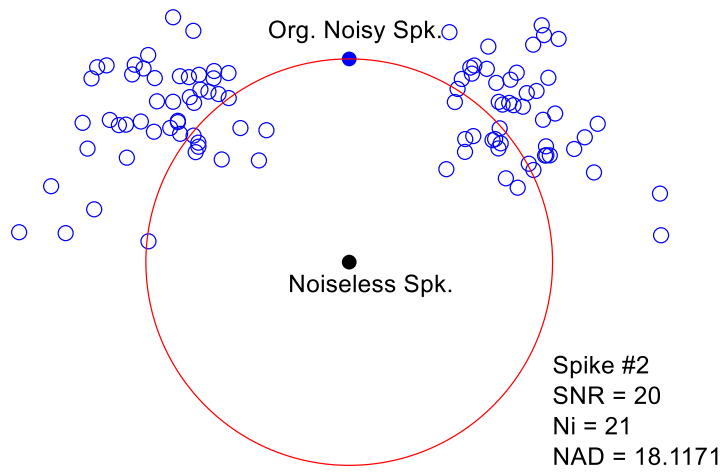 Org. Noisy Spk.
Noiseless Spk.
Spike #2
SNR = 20
Ni = 21
NAD = 18.1171